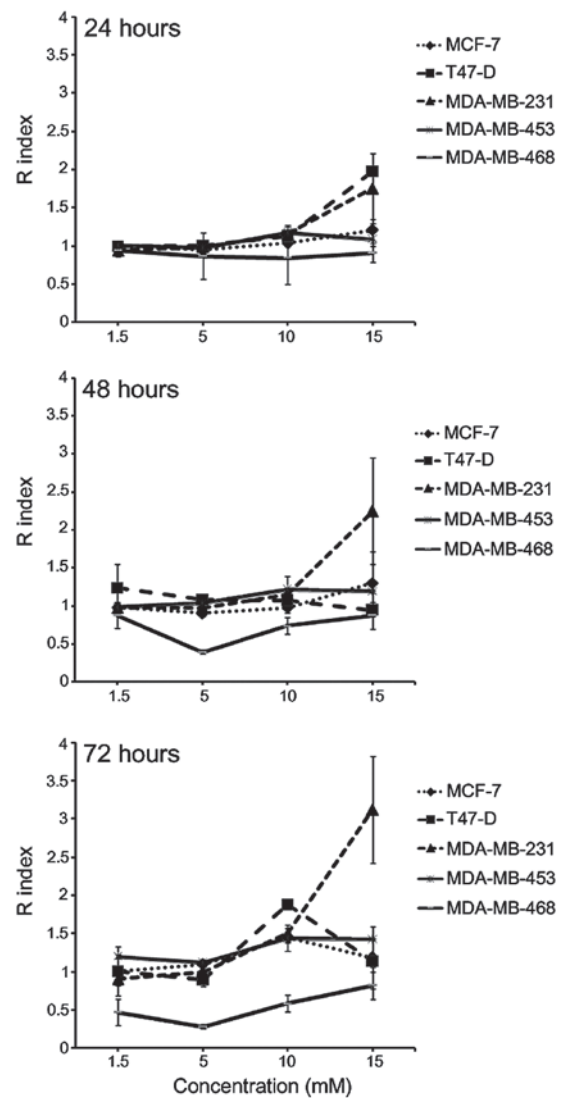 24 hours
4
3.5
3
2.5
2
1.5
1
0.5
0
R index
1.5 5 10 15
MCF-7
T47-D
MDA-MB-231
MDA-MB-453
MDA-MB-468
48 hours
4
3.5
3
2.5
2
1.5
1
0.5
0
R index
1.5 5 10 15
MCF-7
T47-D
MDA-MB-231
MDA-MB-453
MDA-MB-468
72 hours
4
3.5
3
2.5
2
1.5
1
0.5
0
R index
1.5 5 10 15
Concentration (mM)
MCF-7
T47-D
MDA-MB-231
MDA-MB-453
MDA-MB-468